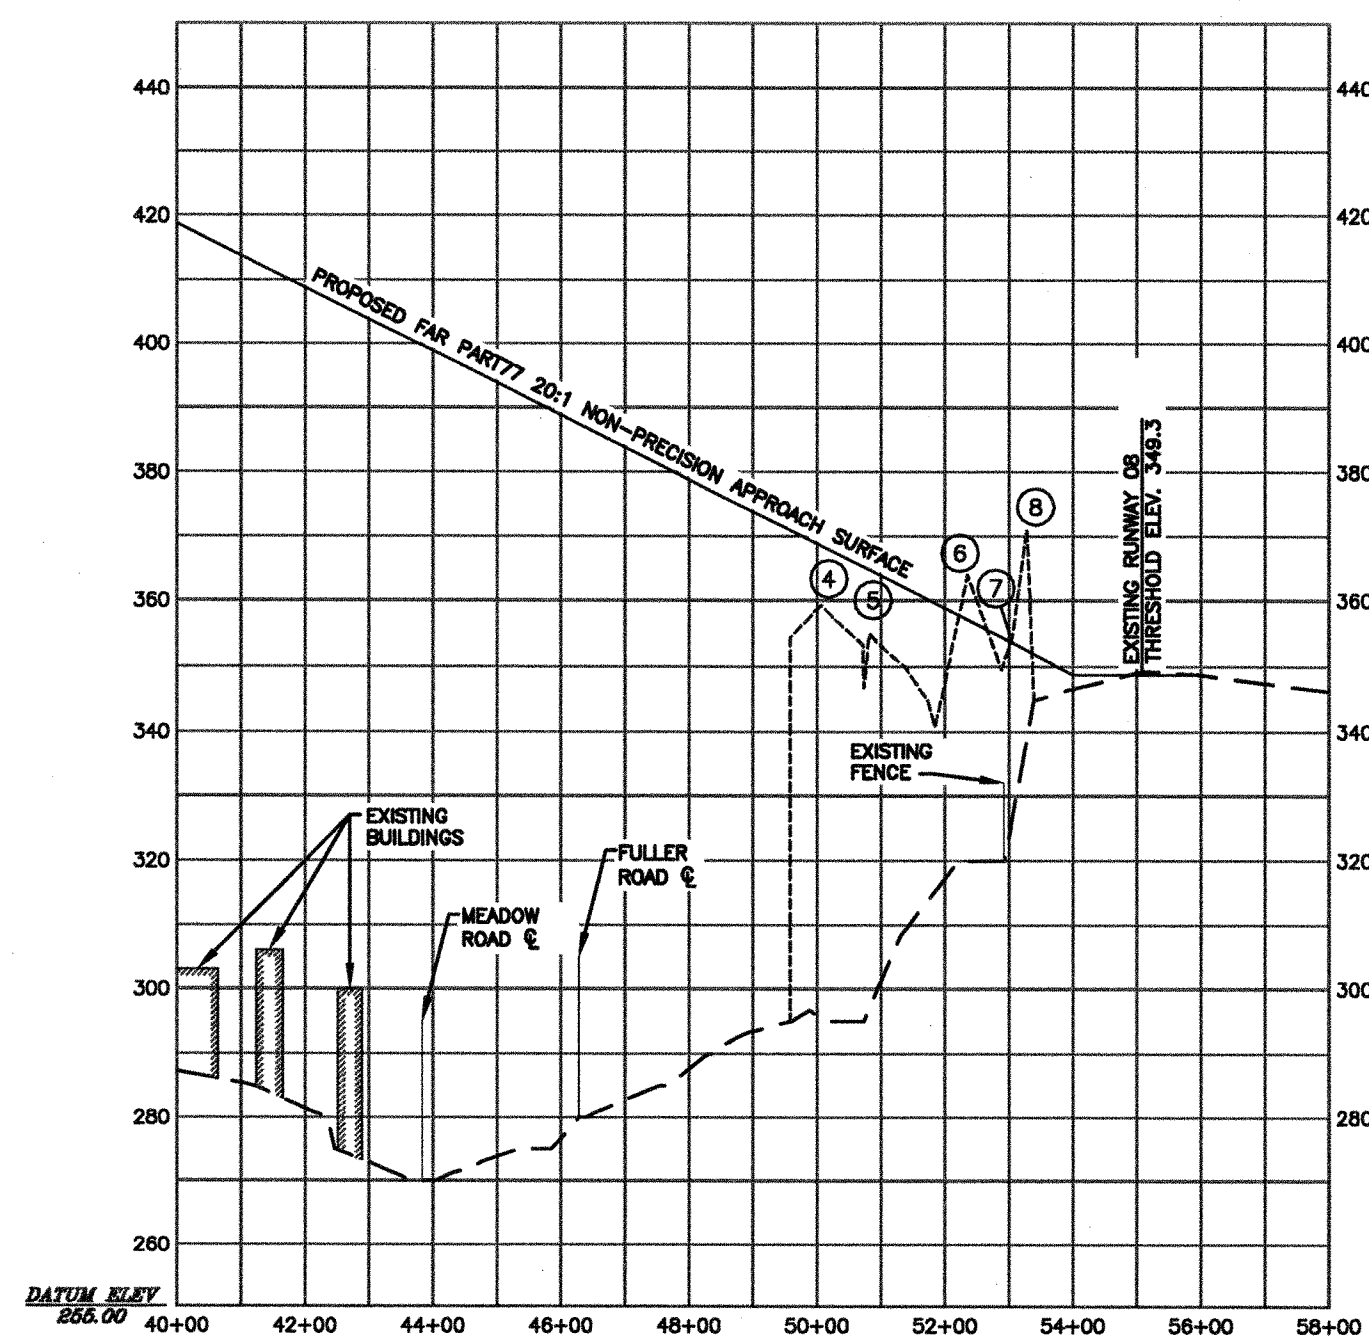 440
440
420
420
PROPOSED FAR PART77 20:1 NON-PRECISION APPROACH SURFACE
400
400
380
380
EXISTING RUNWAY 08
THRESHOLD ELEV. 349.3
8
6
4
7
5
360
360
340
340
EXISTING
FENCE
EXISTING
BUILDINGS
FULLER
ROAD ℄
320
320
MEADOW
ROAD ℄
300
300
280
280
260
260
DATUM ELEV
255.00
40+00
42+00
44+00
46+00
50+00
52+00
54+00
56+00
58+00